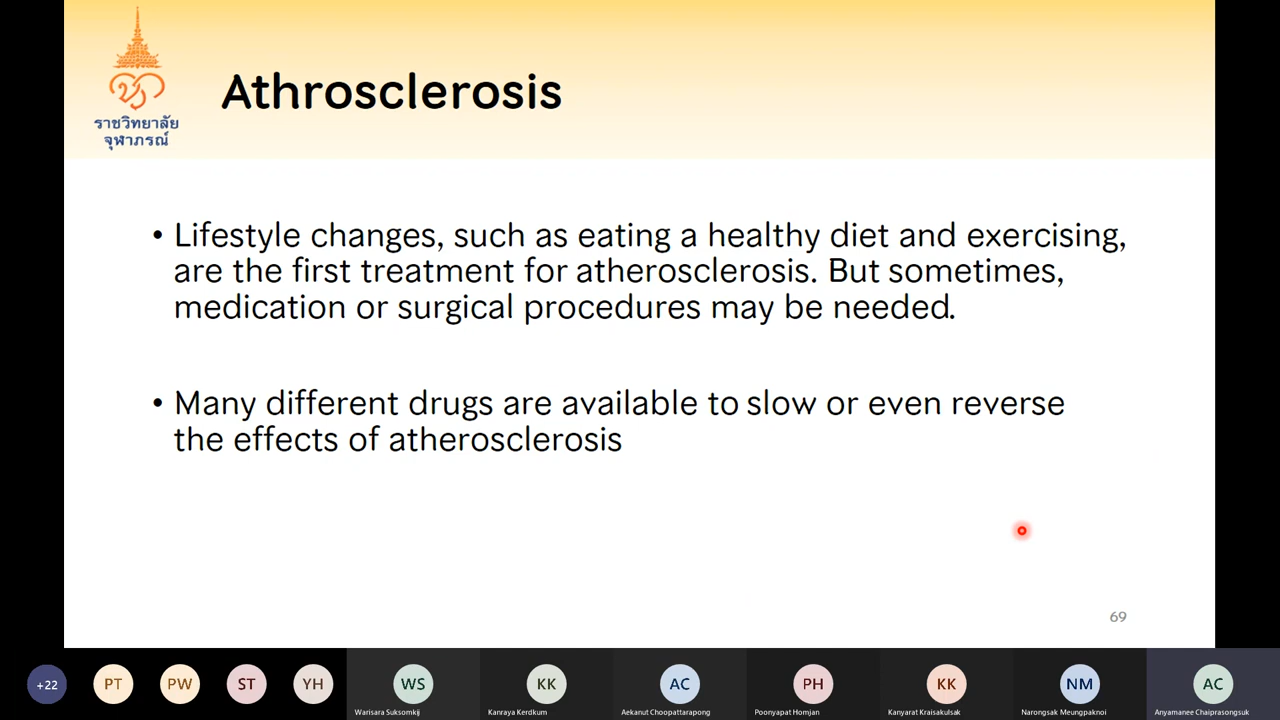 Athrosclerosis
ราชวิทยาลัย
จุฬาภรณ์
• Lifestyle changes, such as eating a healthy diet and exercising,
are the first treatment for atherosclerosis. But sometimes,
medication or surgical procedures may be needed.
• Many different drugs are available to slow or even reverse
the effects of atherosclerosis
69
+22
PT
PW
ST
YH
WS
KK
AC
PH
KK
NM
AC
Warisara Suksomkij
Kanraya Kerdkum
Aekanut Choopattarapong
Poonyapat Homjan
Kanyarat Kraisakulsak
Narongsak Meungpaknoi
Anyamanee Chaiprasongsuk